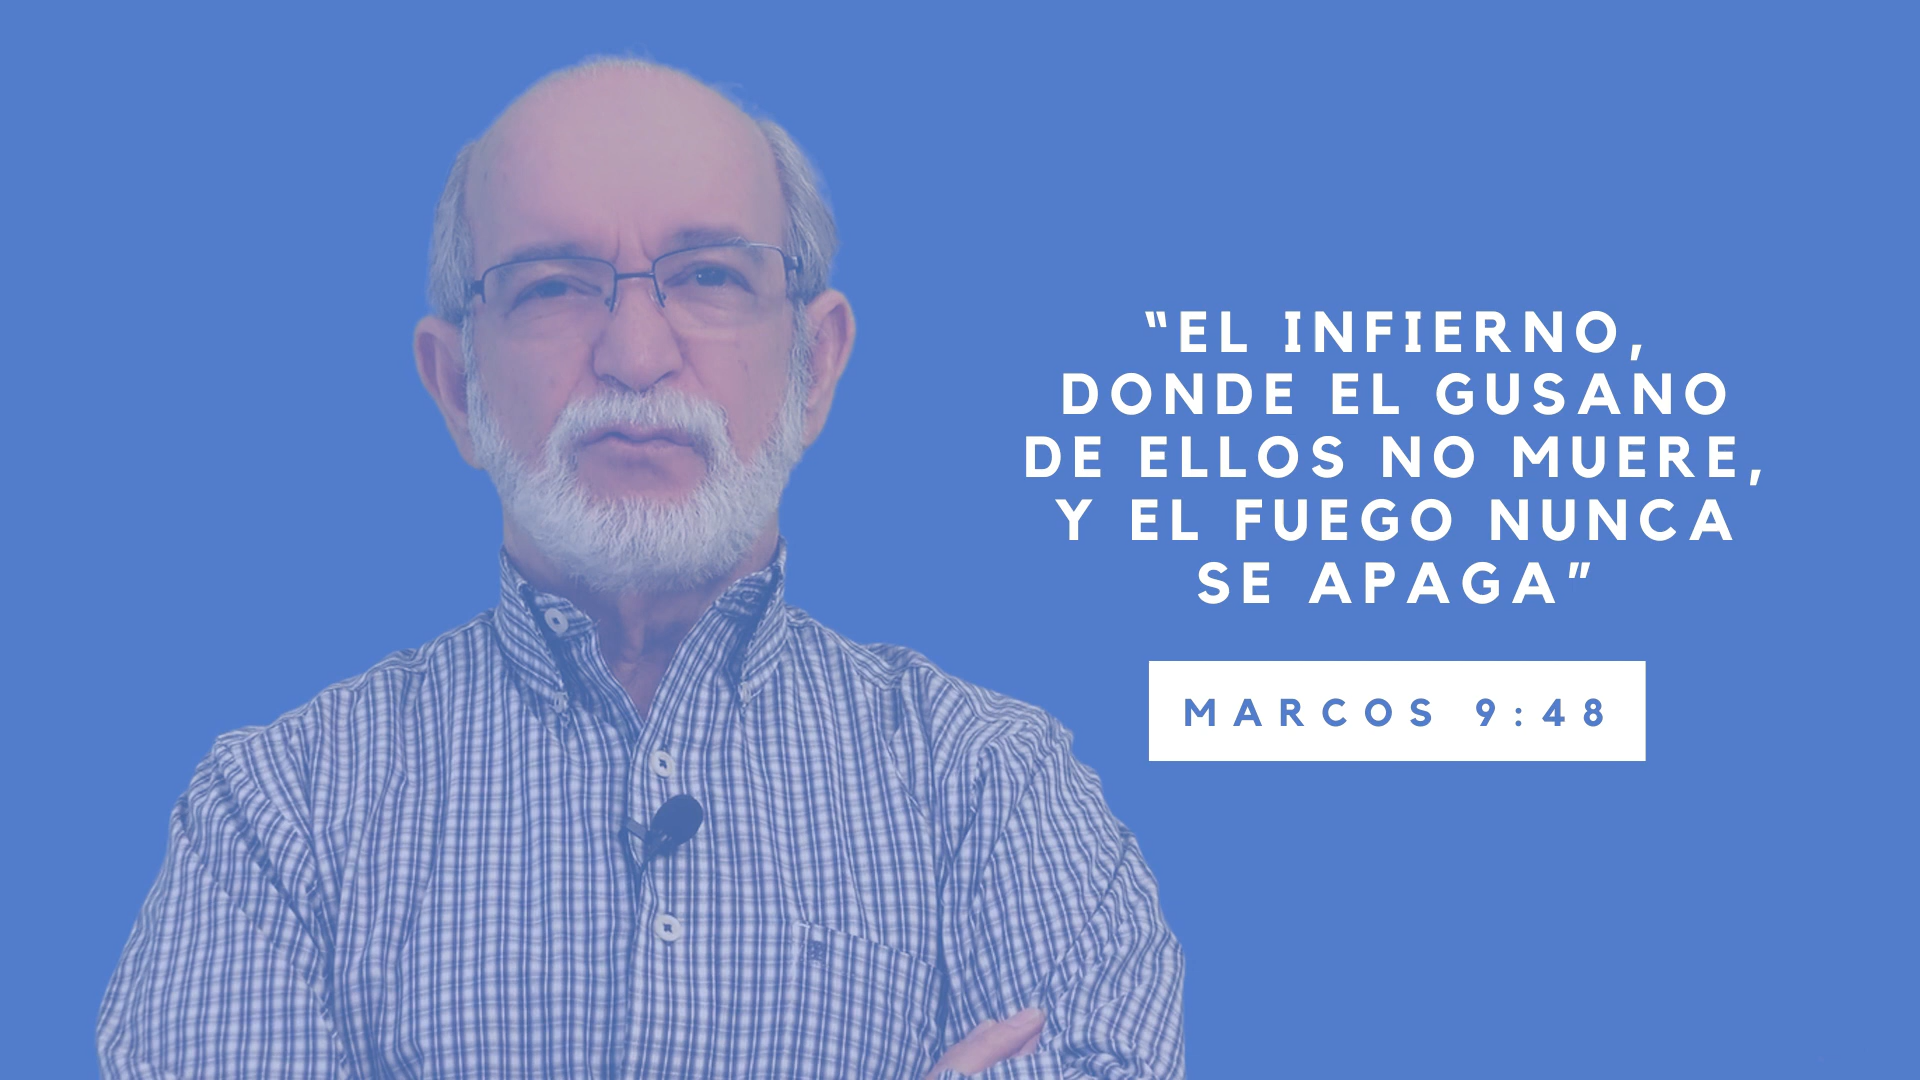 “EL INFIERNO,
DONDE EL GUSANO
DE ELLOS NO MUERE,
Y EL FUEGO NUNCA
SE APAGA”
MARCOS 9:48